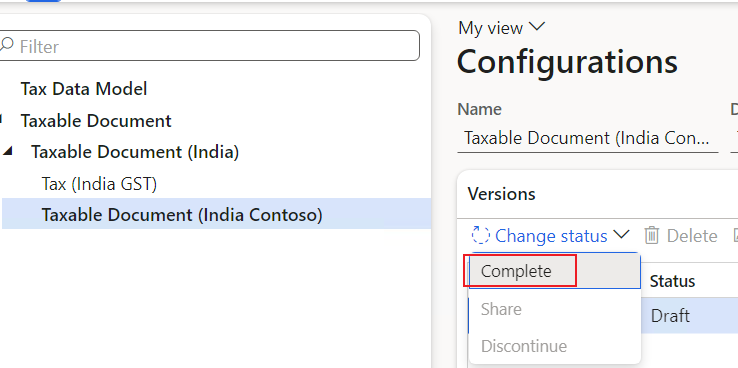 Filter
Tax Data Model
Taxable Document
Taxable Document (India)
Tax (India GST)
Taxable Document (India Contoso)
My view
Configurations
Name
Taxable Document (India Con...
Versions
Change status
Delete
Complete
Share
Discontinue
Status
Draft